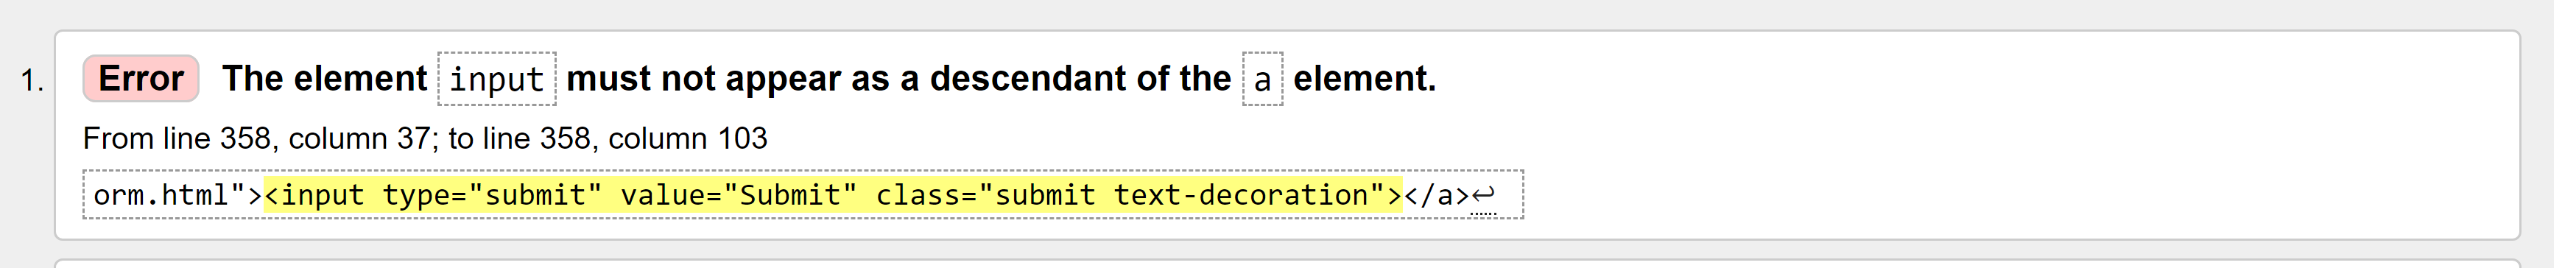 1. Error The element input must not appear as a descendant of the a element.
From line 358, column 37; to line 358, column 103
orm.html"><input type="submit" value="Submit" class="submit text-decoration"></a>↩